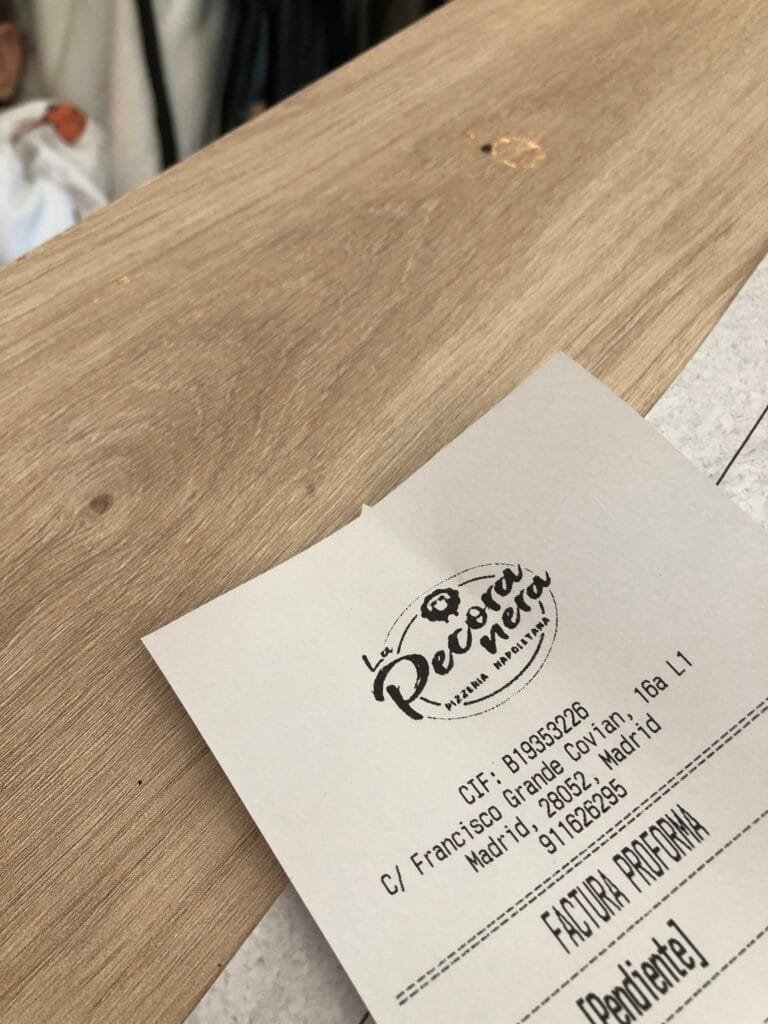 La
Pecora
nera
PIZZERIA NAPOLETANA
CIF: B19353226
C/ Francisco Grande Covian, 16a L1
Madrid, 28052, Madrid
911626295
FACTURA PROFORMA
[Pendiente]